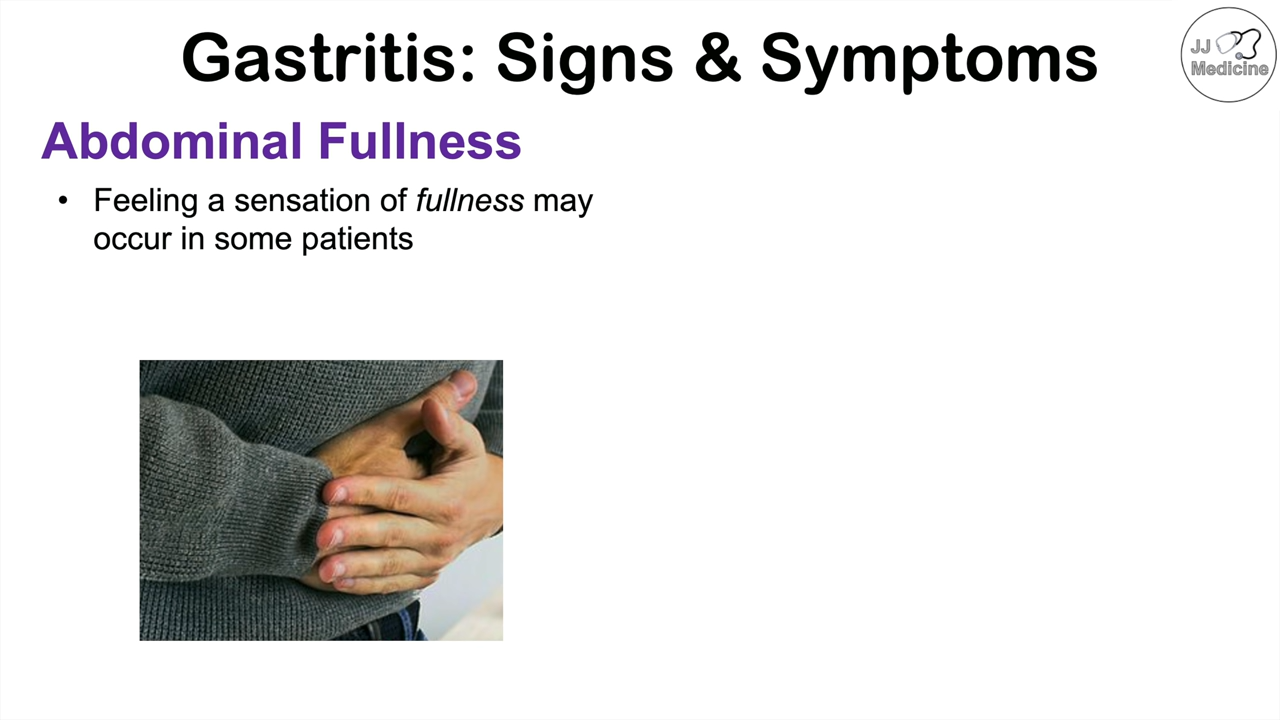 Gastritis: Signs & Symptoms
JJ
Medicine
Abdominal Fullness
• Feeling a sensation of fullness may
occur in some patients